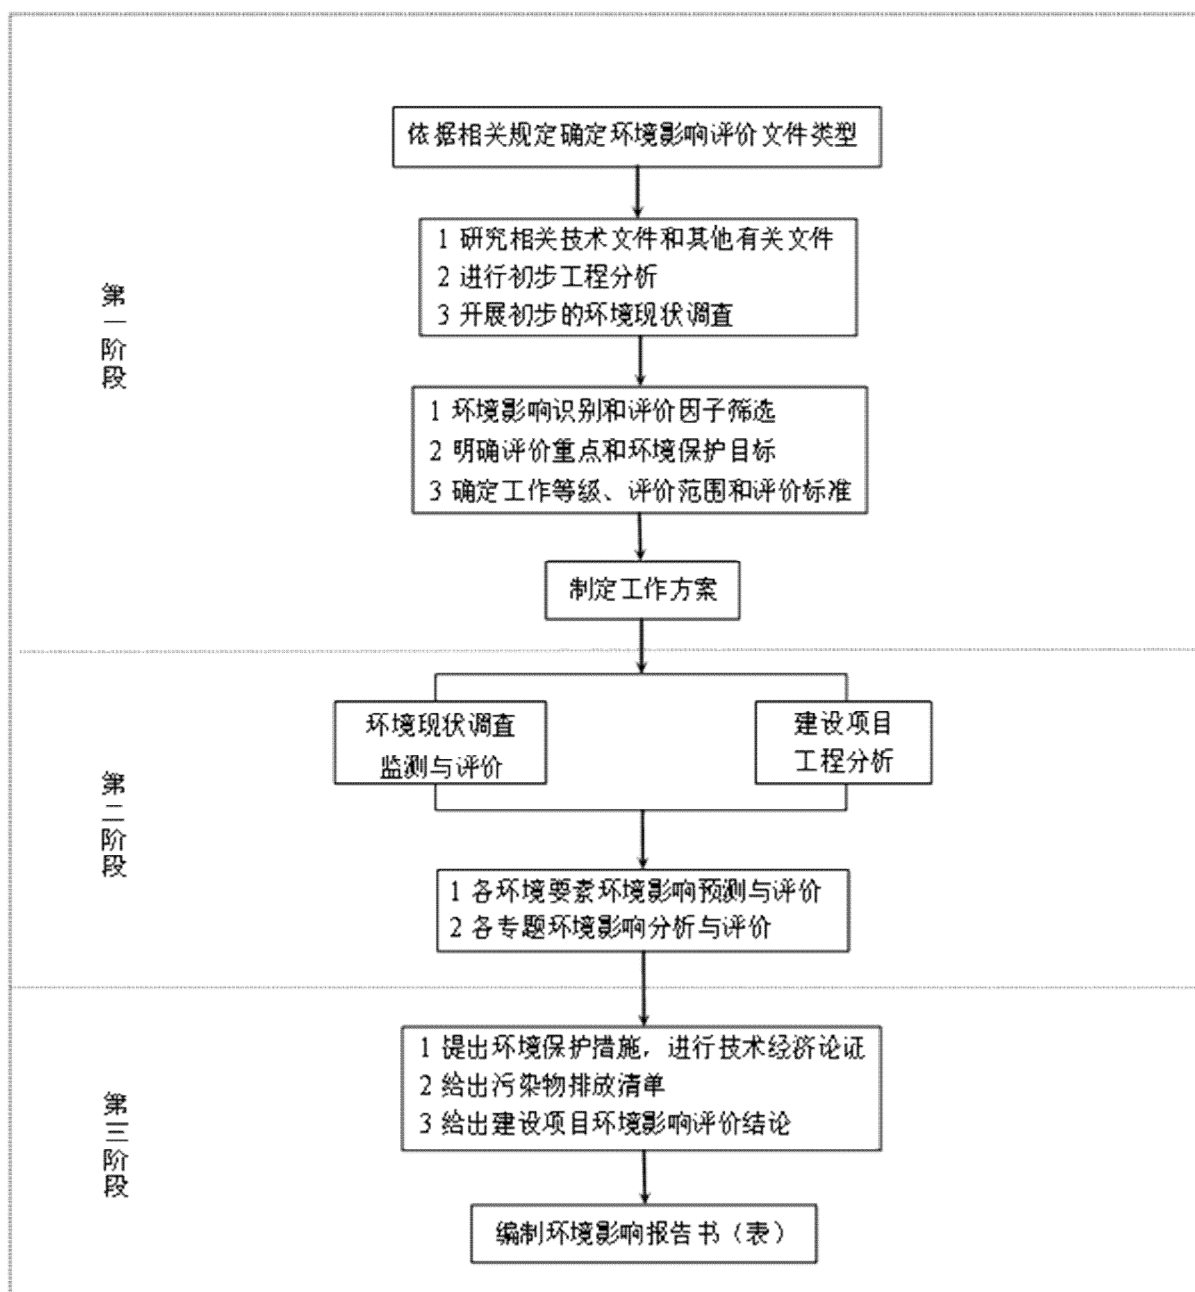 依据相关规定确定环境影响评价文件类型
1 研究相关技术文件和其他有关文件
2 进行初步工程分析
3 开展初步的环境现状调查
第一阶段
1 环境影响识别和评价因子筛选
2 明确评价重点和环境保护目标
3 确定工作等级、评价范围和评价标准
制定工作方案
环境现状调查
监测与评价
建设项目
工程分析
第二阶段
1 各环境要素环境影响预测与评价
2 各专题环境影响分析与评价
1 提出环境保护措施，进行技术经济论证
2 给出污染物排放清单
3 给出建设项目环境影响评价结论
第三阶段
编制环境影响报告书（表）